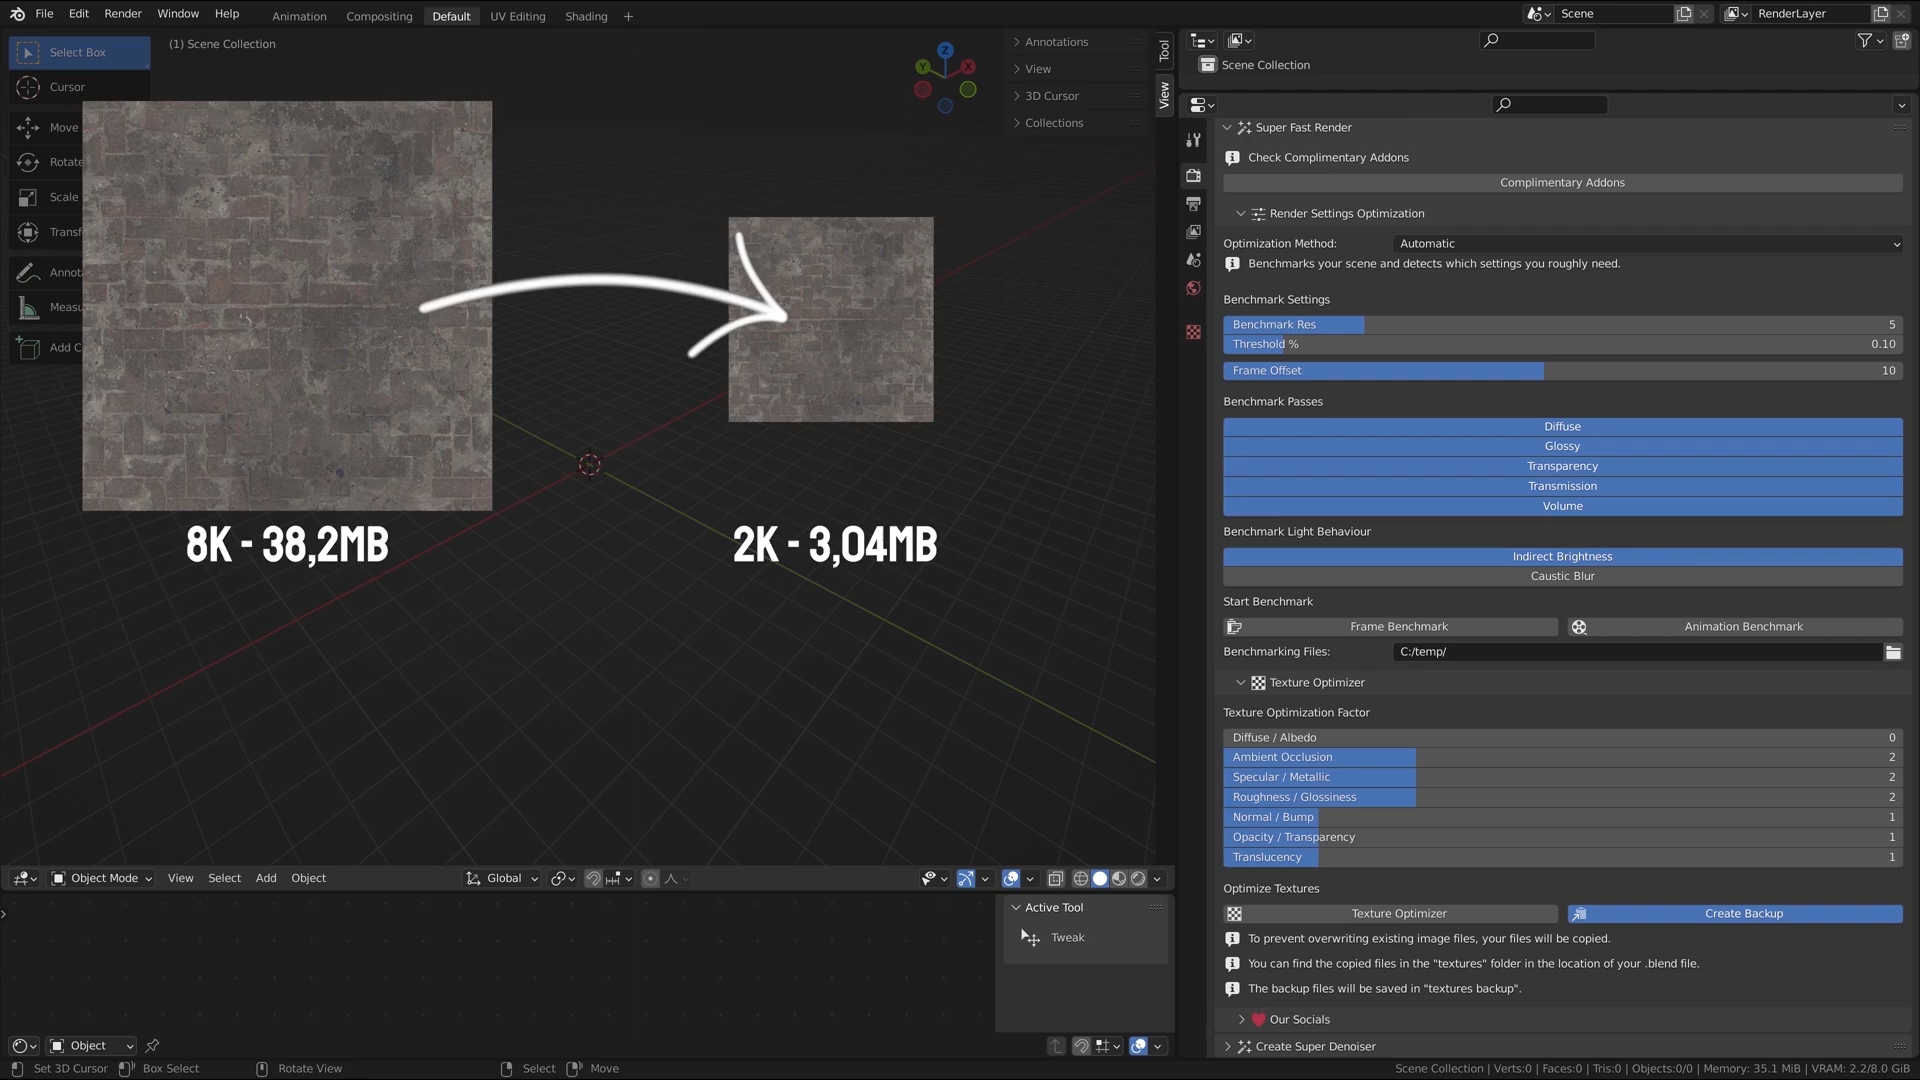 File Edit Render Window Help
Animation Compositing Default UV Editing Shading
Scene
RenderLayer
(1) Scene Collection
Select Box
Cursor
Move
Rotate
Scale
Transf
Annot
Measu
Add C
Z
Y
X
Annotations
View
3D Cursor
Collections
Tool
View
8K - 38,2MB
2K - 3,04MB
Object Mode View Select Add Object Global
Active Tool
Tweak
Object
Scene Collection
Super Fast Render
Check Complimentary Addons
Complimentary Addons
Render Settings Optimization
Optimization Method: Automatic
Benchmarks your scene and detects which settings you roughly need.
Benchmark Settings
Benchmark Res 5
Threshold % 0.10
Frame Offset 10
Benchmark Passes
Diffuse
Glossy
Transparency
Transmission
Volume
Benchmark Light Behaviour
Indirect Brightness
Caustic Blur
Start Benchmark
Frame Benchmark Animation Benchmark
Benchmarking Files: C:/temp/
Texture Optimizer
Texture Optimization Factor
Diffuse / Albedo 0
Ambient Occlusion 2
Specular / Metallic 2
Roughness / Glossiness 2
Normal / Bump 1
Opacity / Transparency 1
Translucency 1
Optimize Textures
Texture Optimizer Create Backup
To prevent overwriting existing image files, your files will be copied.
You can find the copied files in the "textures" folder in the location of your .blend file.
The backup files will be saved in "textures backup".
Our Socials
Create Super Denoiser
Set 3D Cursor Box Select Rotate View Select Move
Scene Collection | Verts:0 | Faces:0 | Tris:0 | Objects:0/0 | Memory: 35.1 MiB | VRAM: 2.2/8.0 GiB